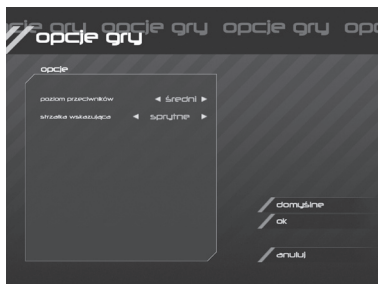 opcje gry opcje gry opcje gry opc
opcje gry
opcje
poziom przeciwników ◄ średni ►
strzałka wskazująca ◄ sprytne ►
domyślne
ok
anuluj